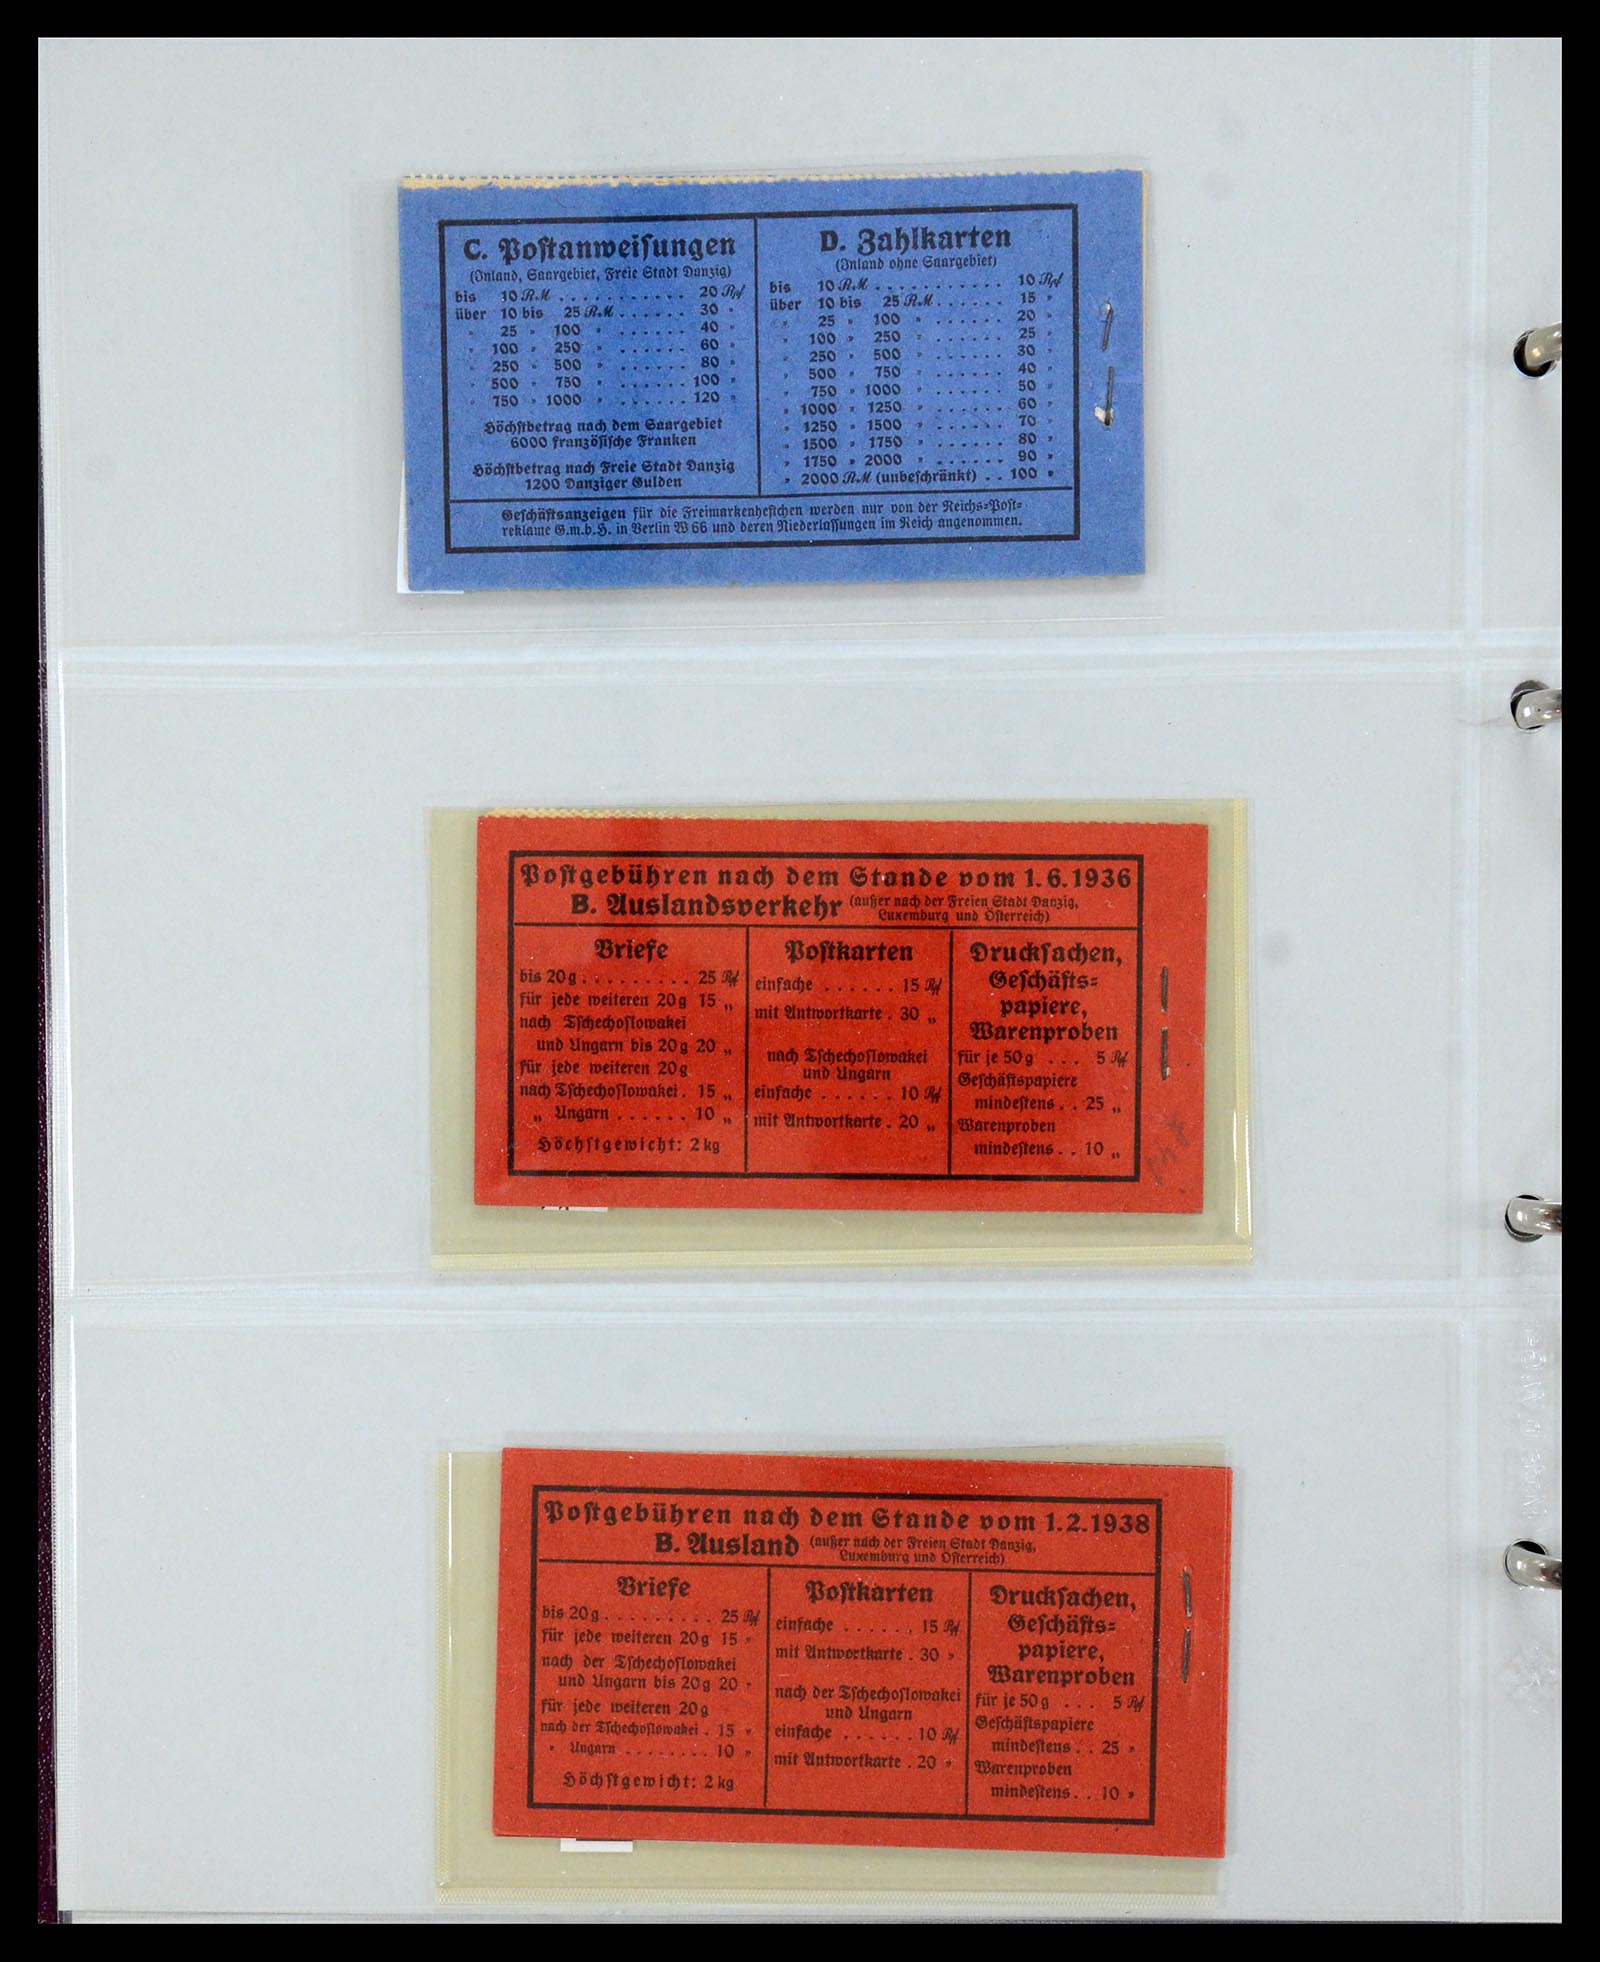 C. Postanweisungen
(Inland, Saargebiet, Freie Stadt Danzig)
bis 10 RM . . . . . . . . . . . 20 Rpf
über 10 bis 25 RM . . . . . . 30 "
" 25 " 100 " . . . . . . 40 "
" 100 " 250 " . . . . . . 60 "
" 250 " 500 " . . . . . . 80 "
" 500 " 750 " . . . . . . 100 "
" 750 " 1000 " . . . . . . 120 "
Höchstbetrag nach dem Saargebiet
6000 französische Franken
Höchstbetrag nach Freie Stadt Danzig
1200 Danziger Gulden
D. Zahlkarten
(Inland ohne Saargebiet)
bis 10 RM . . . . . . . . . . . 10 Rpf
über 10 bis 25 RM . . . . . . 15 "
" 25 " 100 " . . . . . . 20 "
" 100 " 250 " . . . . . . 25 "
" 250 " 500 " . . . . . . 30 "
" 500 " 750 " . . . . . . 40 "
" 750 " 1000 " . . . . . . 50 "
" 1000 " 1250 " . . . . . . 60 "
" 1250 " 1500 " . . . . . . 70 "
" 1500 " 1750 " . . . . . . 80 "
" 1750 " 2000 " . . . . . . 90 "
" 2000 RM (unbeschränkt) . . 100 "
Geschäftsanzeigen für die Freimarkenheftchen werden nur von der Reichs-Post-
reklame G.m.b.H. in Berlin W 66 und deren Niederlassungen im Reich angenommen.
Postgebühren nach dem Stande vom 1.6.1936
B. Auslandsverkehr (außer nach der Freien Stadt Danzig,
Luxemburg und Österreich)
Briefe
bis 20 g . . . . . . . . . 25 Rpf
für jede weiteren 20 g 15 "
nach Tschechoslowakei
und Ungarn bis 20 g 20 "
für jede weiteren 20 g
nach Tschechoslowakei . 15 "
" Ungarn . . . . . . 10 "
Höchstgewicht: 2 kg
Postkarten
einfache . . . . . . 15 Rpf
mit Antwortkarte . 30 "
nach Tschechoslowakei
und Ungarn
einfache . . . . . . 10 Rpf
mit Antwortkarte . 20 "
Drucksachen,
Geschäfts-
papiere,
Warenproben
für je 50 g . . . 5 Rpf
Geschäftspapiere
mindestens . . 25 "
Warenproben
mindestens . . 10 "
Postgebühren nach dem Stande vom 1.2.1938
B. Ausland (außer nach der Freien Stadt Danzig,
Luxemburg und Österreich)
Briefe
bis 20 g . . . . . . . . . 25 Rpf
für jede weiteren 20 g 15 "
nach der Tschechoslowakei
und Ungarn bis 20 g 20 "
für jede weiteren 20 g
nach der Tschechoslowakei . 15 "
" Ungarn . . . . . . . . 10 "
Höchstgewicht: 2 kg
Postkarten
einfache . . . . . . 15 Rpf
mit Antwortkarte . 30 "
nach der Tschechoslowakei
und Ungarn
einfache . . . . . . 10 Rpf
mit Antwortkarte . 20 "
Drucksachen,
Geschäfts-
papiere,
Warenproben
für je 50 g . . . 5 Rpf
Geschäftspapiere
mindestens . . 25 "
Warenproben
mindestens . . 10 "